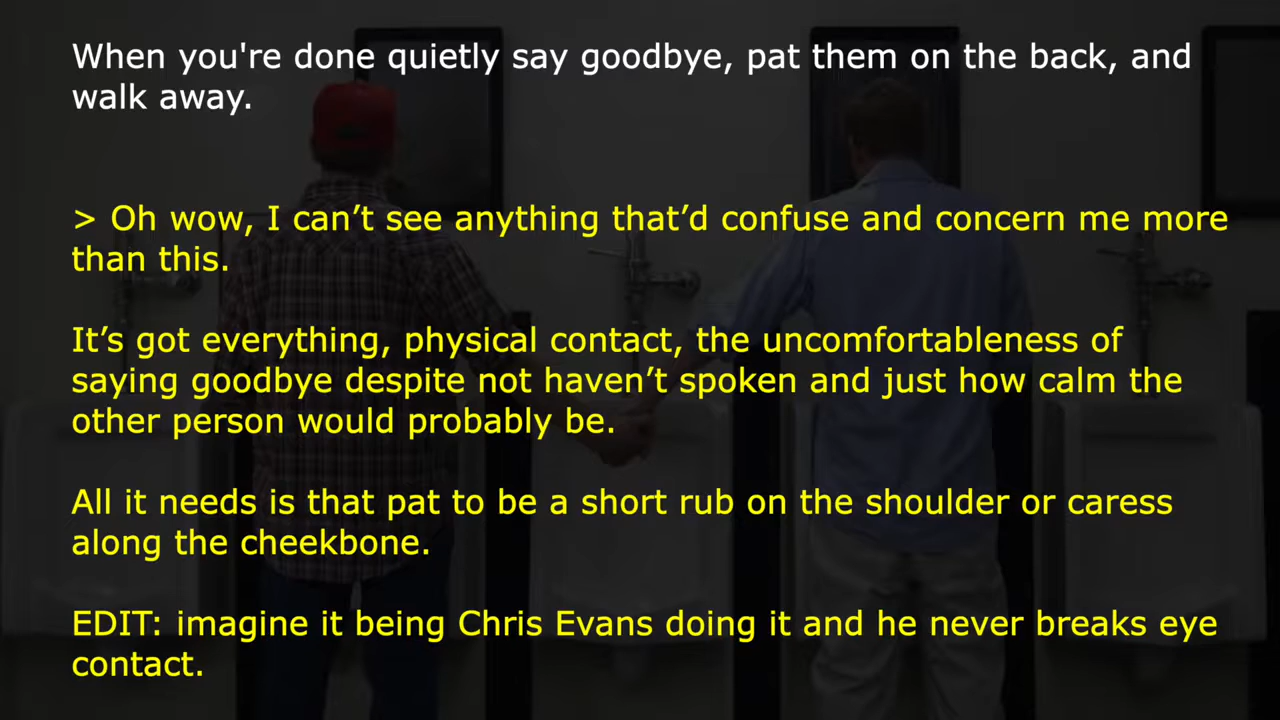 When you're done quietly say goodbye, pat them on the back, and
walk away.
> Oh wow, I can’t see anything that’d confuse and concern me more
than this.
It’s got everything, physical contact, the uncomfortableness of
saying goodbye despite not haven’t spoken and just how calm the
other person would probably be.
All it needs is that pat to be a short rub on the shoulder or caress
along the cheekbone.
EDIT: imagine it being Chris Evans doing it and he never breaks eye
contact.